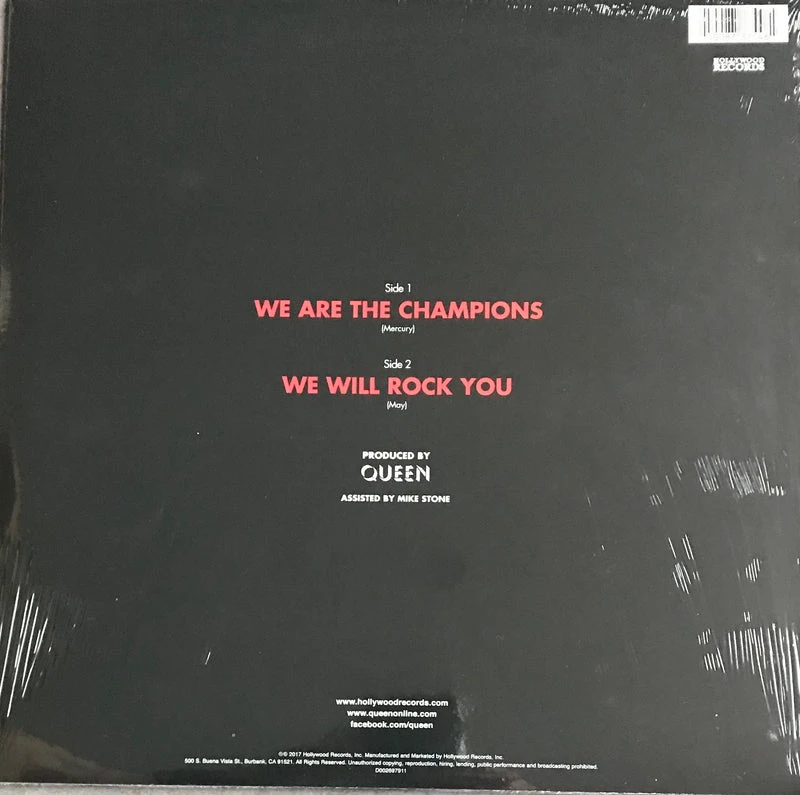 HOLLYWOOD
RECORDS
Side 1
WE ARE THE CHAMPIONS
(Mercury)
Side 2
WE WILL ROCK YOU
(May)
PRODUCED BY
QUEEN
ASSISTED BY MIKE STONE
www.hollywoodrecords.com
www.queenonline.com
facebook.com/queen
℗© 2017 Hollywood Records, Inc. Manufactured and Marketed by Hollywood Records, Inc.
500 S. Buena Vista St., Burbank, CA 91521. All Rights Reserved. Unauthorized copying, reproduction, hiring, lending, public performance and broadcasting prohibited.
D002687911